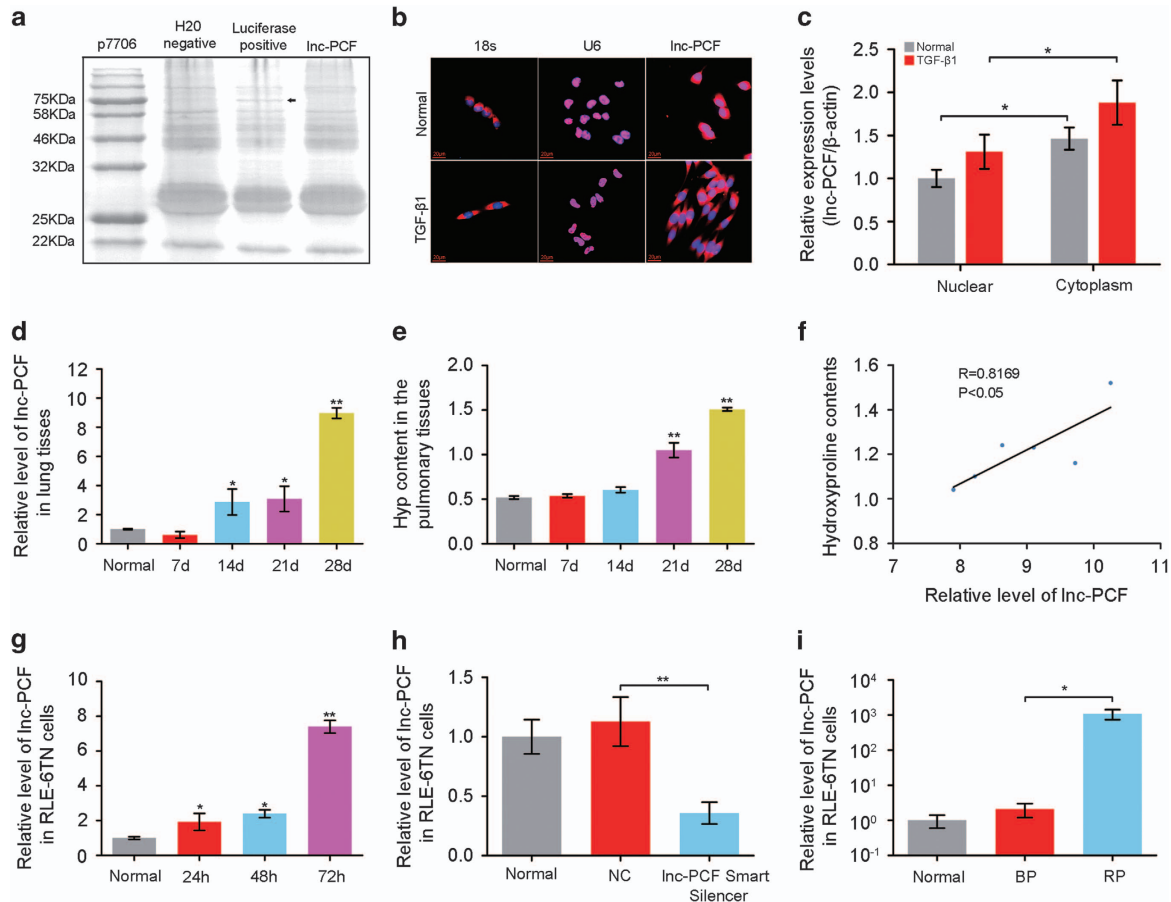 a
p7706
H20
negative
Luciferase
positive
lnc-PCF
75KDa
58KDa
46KDa
32KDa
25KDa
22KDa
b
18s
U6
lnc-PCF
Normal
TGF-β1
20μm
20μm
20μm
20μm
20μm
20μm
c
Relative expression levels
(lnc-PCF/β-actin)
Normal
TGF-β1
*
*
2.5
2.0
1.5
1.0
0.5
0.0
Nuclear
Cytoplasm
d
Relative level of lnc-PCF
in lung tisses
12
10
8
6
4
2
0
*
*
**
Normal
7d
14d
21d
28d
e
Hyp content in the
pulmonary tissues
2.0
1.5
1.0
0.5
0.0
**
**
Normal
7d
14d
21d
28d
f
Hydroxyproline contents
1.6
1.4
1.2
1.0
0.8
R=0.8169
P<0.05
7
8
9
10
11
Relative level of lnc-PCF
g
Relative level of lnc-PCF
in RLE-6TN cells
10
8
6
4
2
0
*
*
**
Normal
24h
48h
72h
h
Relative level of lnc-PCF
in RLE-6TN cells
1.5
1.0
0.5
0.0
**
Normal
NC
lnc-PCF Smart
Silencer
i
Relative level of lnc-PCF
in RLE-6TN cells
10⁴
10³
10²
10¹
10⁰
10⁻¹
*
Normal
BP
RP